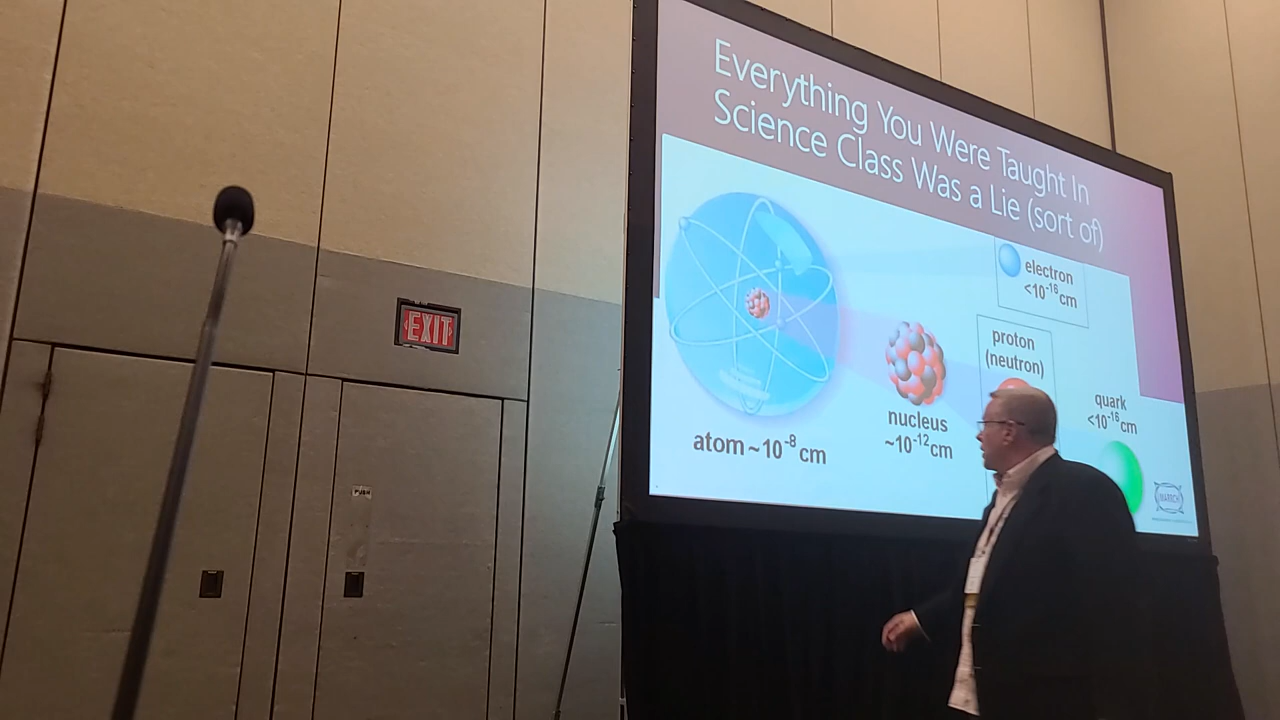 Everything You Were Taught In
Science Class Was a Lie (sort of)
electron
<10⁻¹⁶cm
proton
(neutron)
quark
<10⁻¹⁶cm
nucleus
~10⁻¹²cm
atom ~10⁻⁸ cm
EXIT
PUSH